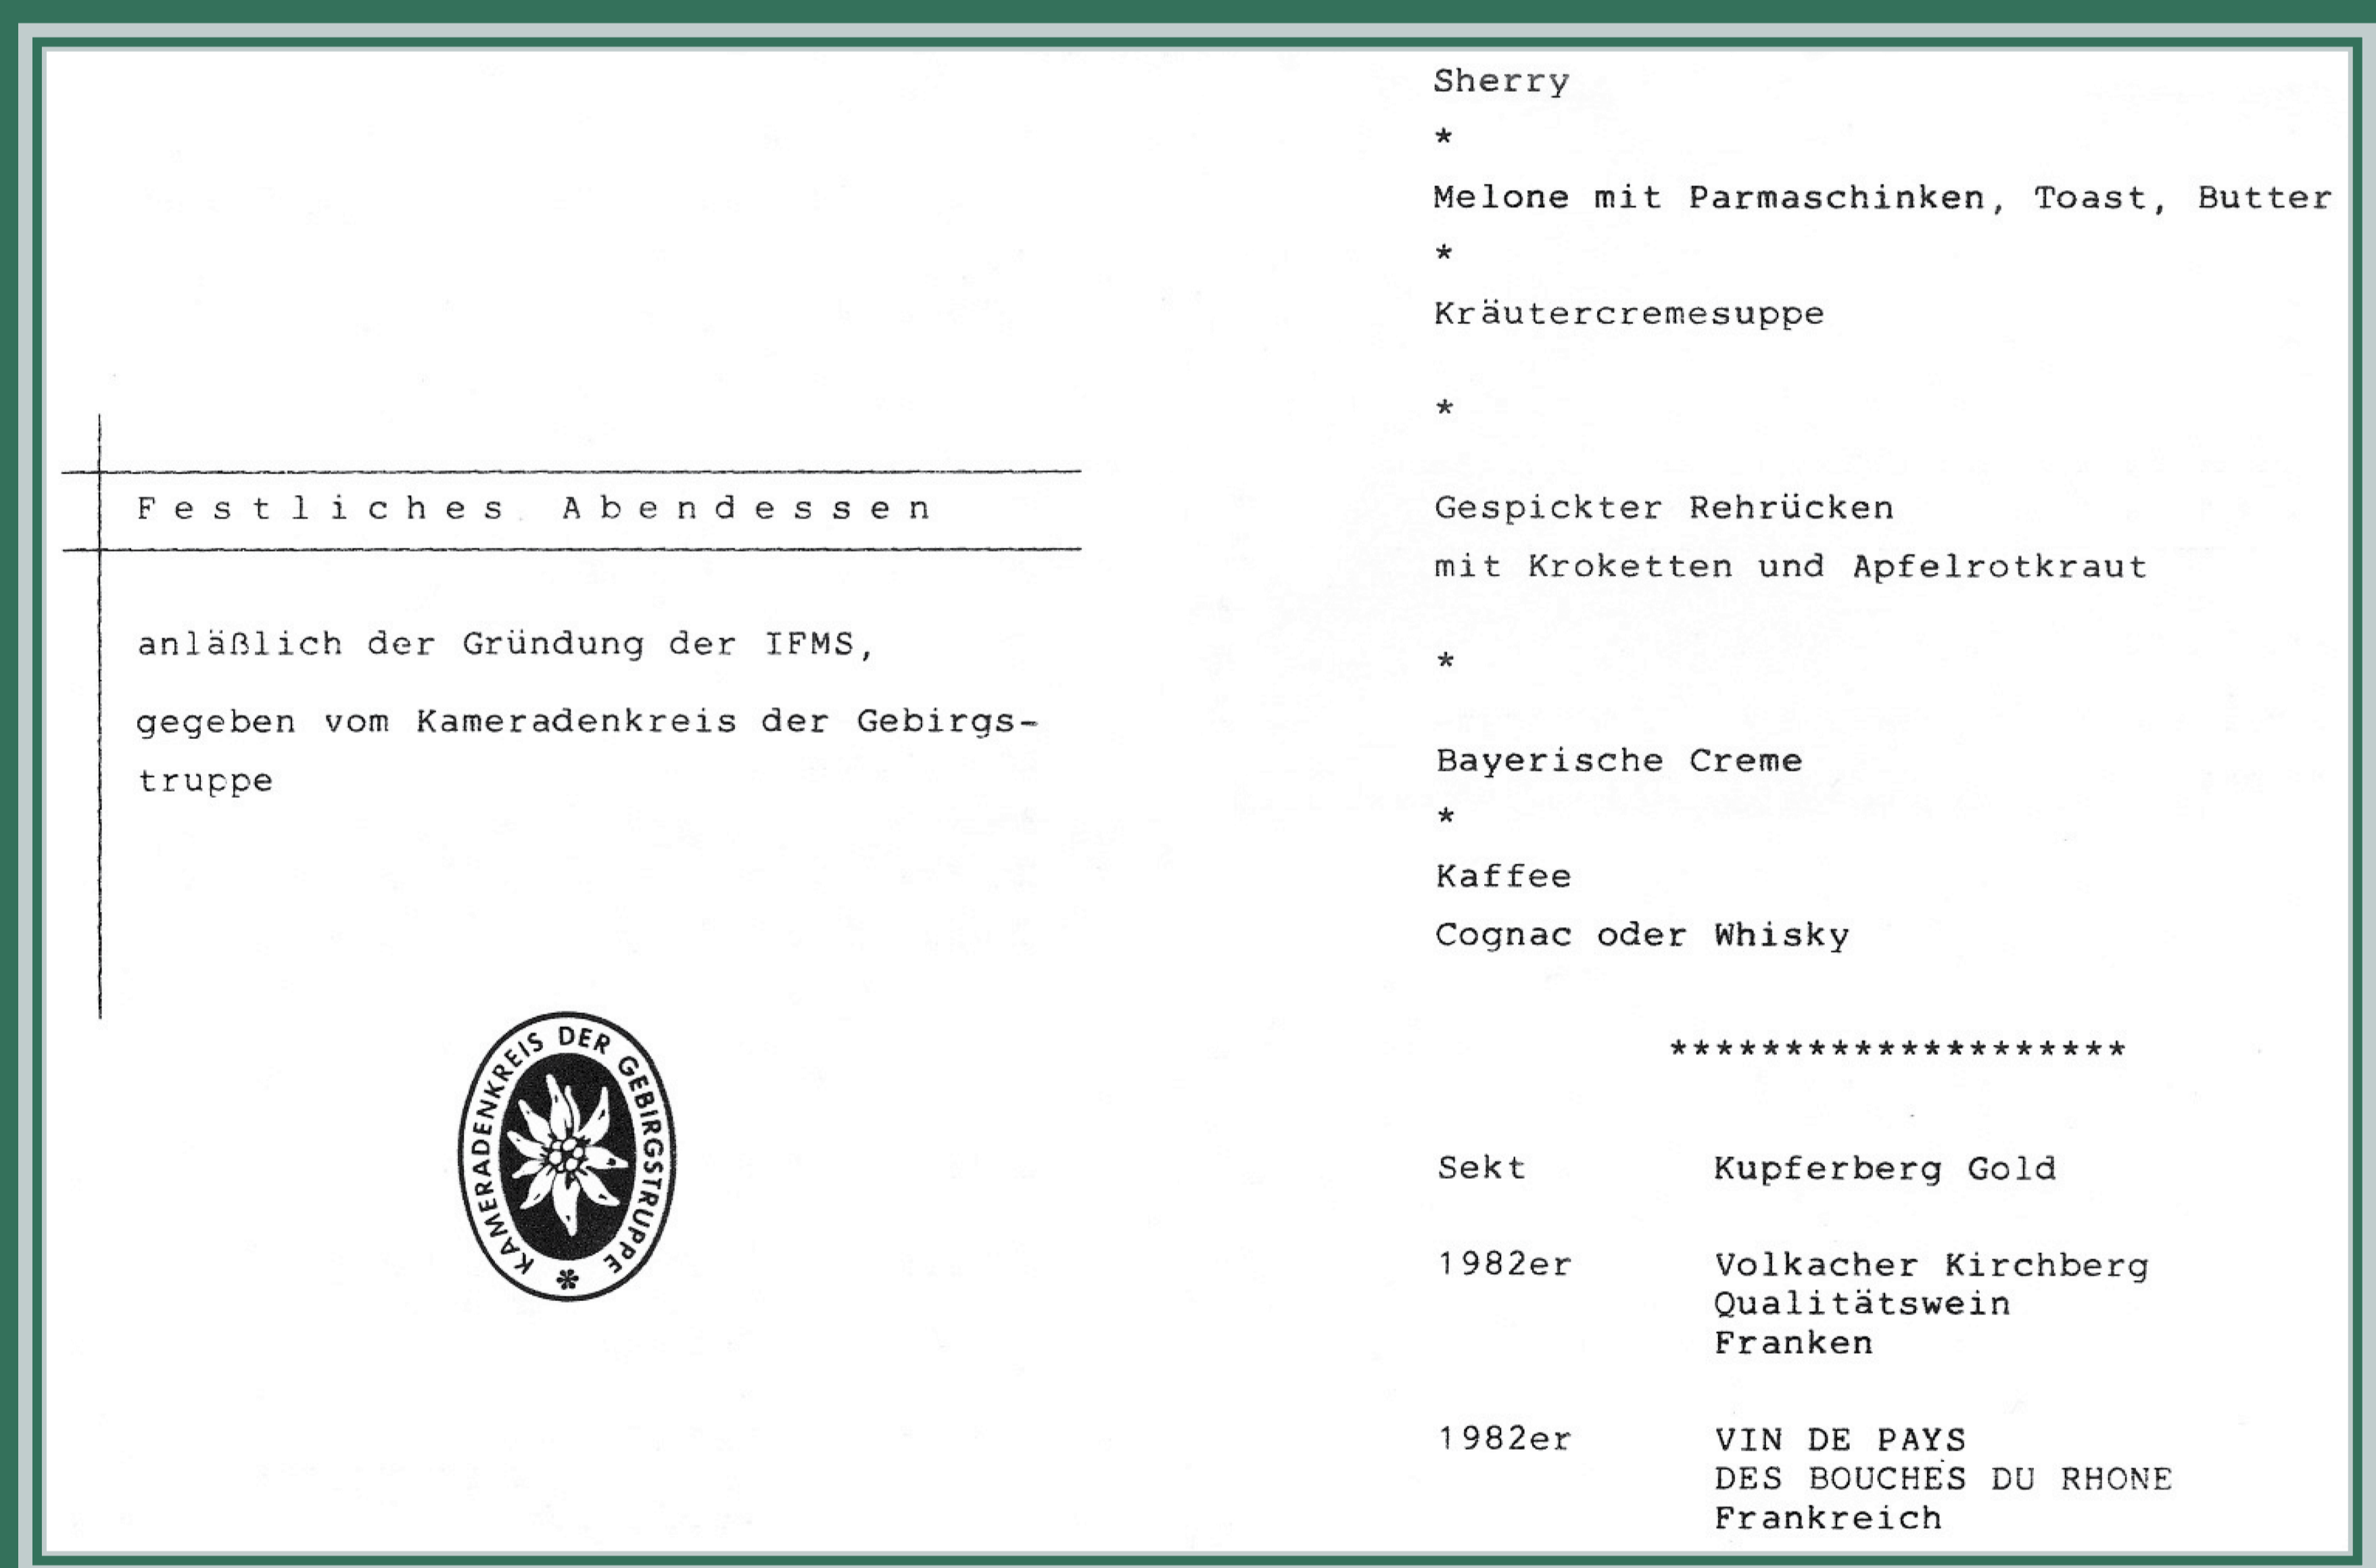 Festliches Abendessen
anläßlich der Gründung der IFMS,
gegeben vom Kameradenkreis der Gebirgs-
truppe
KAMERADENKREIS DER GEBIRGSTRUPPE
Sherry
*
Melone mit Parmaschinken, Toast, Butter
*
Kräutercremesuppe
*
Gespickter Rehrücken
mit Kroketten und Apfelrotkraut
*
Bayerische Creme
*
Kaffee
Cognac oder Whisky
********************
Sekt Kupferberg Gold
1982er Volkacher Kirchberg
Qualitätswein
Franken
1982er VIN DE PAYS
DES BOUCHES DU RHONE
Frankreich